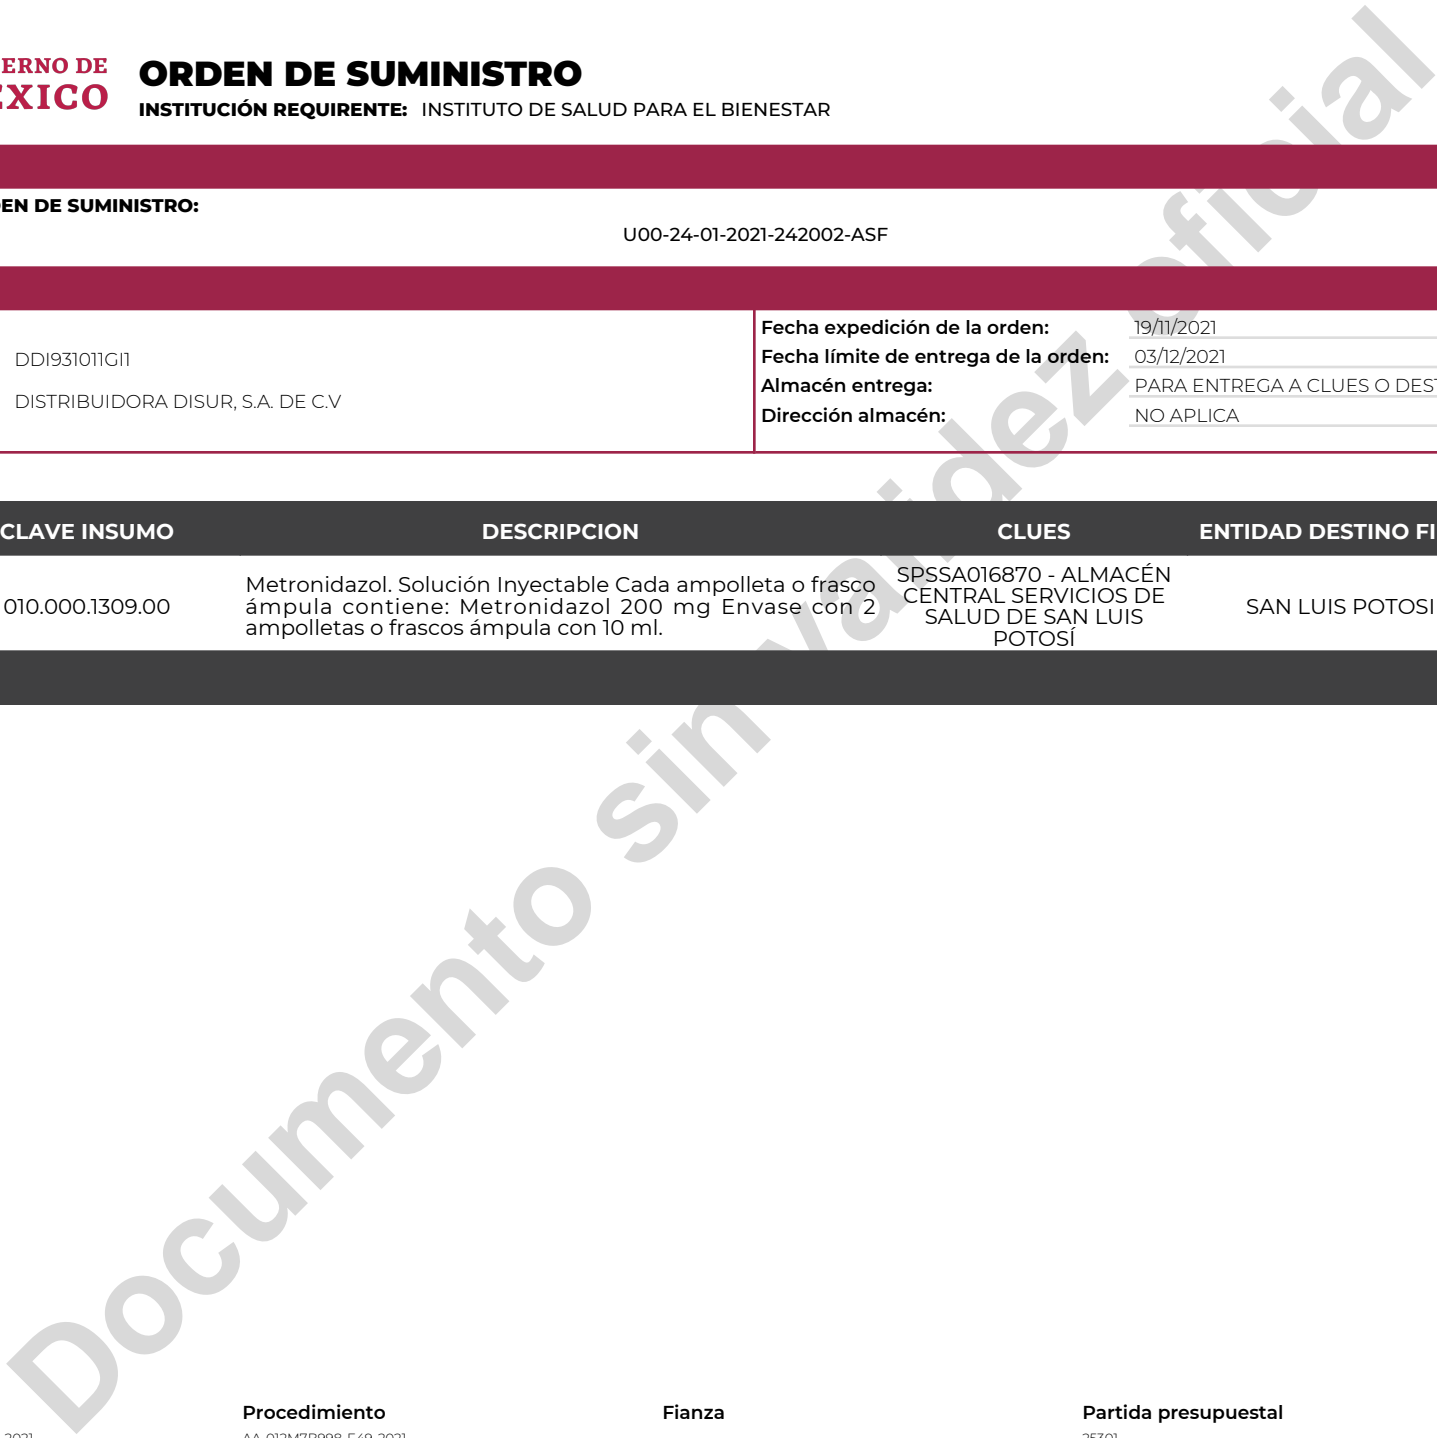 ERNO DE
ÉXICO
ORDEN DE SUMINISTRO
INSTITUCIÓN REQUIRENTE: INSTITUTO DE SALUD PARA EL BIENESTAR
EN DE SUMINISTRO:
U00-24-01-2021-242002-ASF
DDI931011GI1
DISTRIBUIDORA DISUR, S.A. DE C.V
Fecha expedición de la orden: 19/11/2021
Fecha límite de entrega de la orden: 03/12/2021
Almacén entrega: PARA ENTREGA A CLUES O DEST
Dirección almacén: NO APLICA
CLAVE INSUMO DESCRIPCION CLUES ENTIDAD DESTINO FI
010.000.1309.00
Metronidazol. Solución Inyectable Cada ampolleta o frasco
ámpula contiene: Metronidazol 200 mg Envase con 2
ampolletas o frascos ámpula con 10 ml.
SPSSA016870 - ALMACÉN
CENTRAL SERVICIOS DE
SALUD DE SAN LUIS
POTOSÍ
SAN LUIS POTOSI
Documento sin validez oficial
Procedimiento Fianza Partida presupuestal